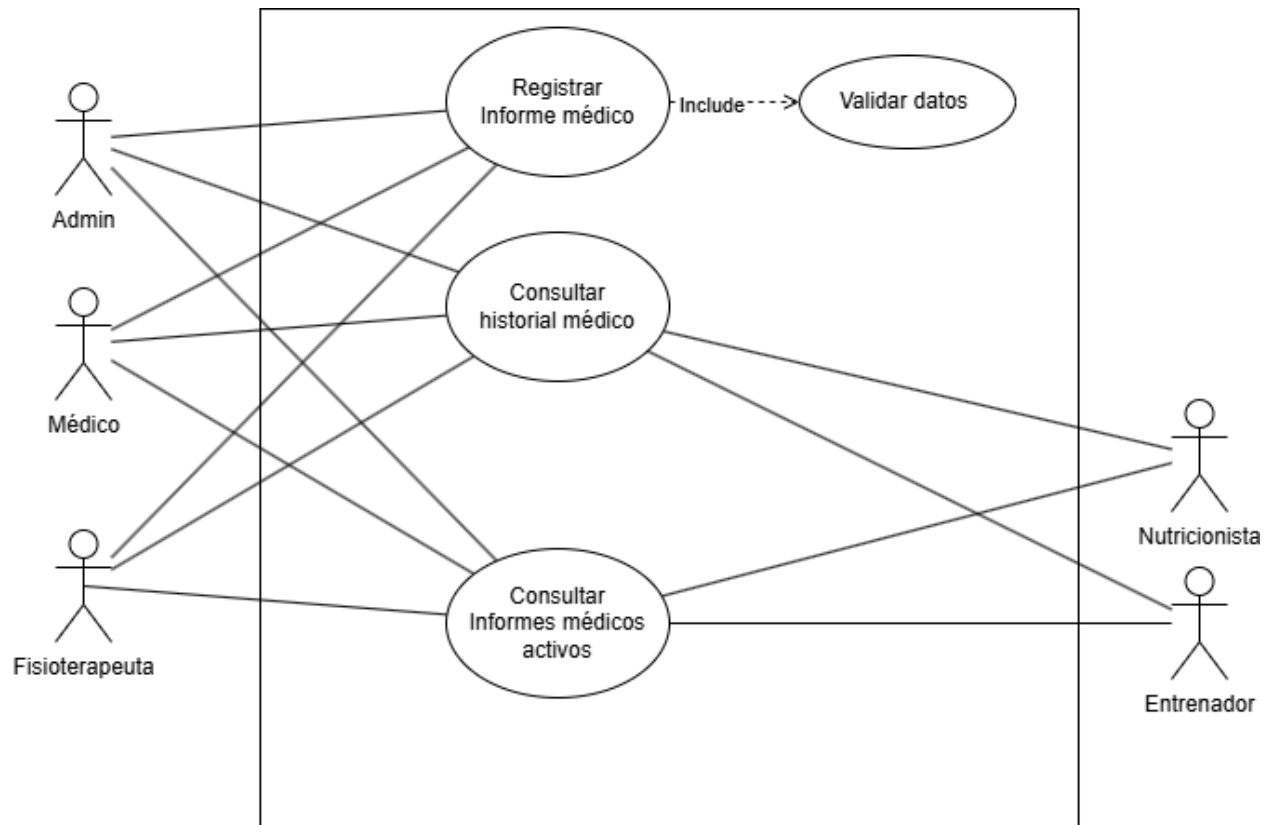 Registrar
Informe médico
Include
Validar datos
Admin
Consultar
historial médico
Médico
Nutricionista
Consultar
Informes médicos
activos
Fisioterapeuta
Entrenador